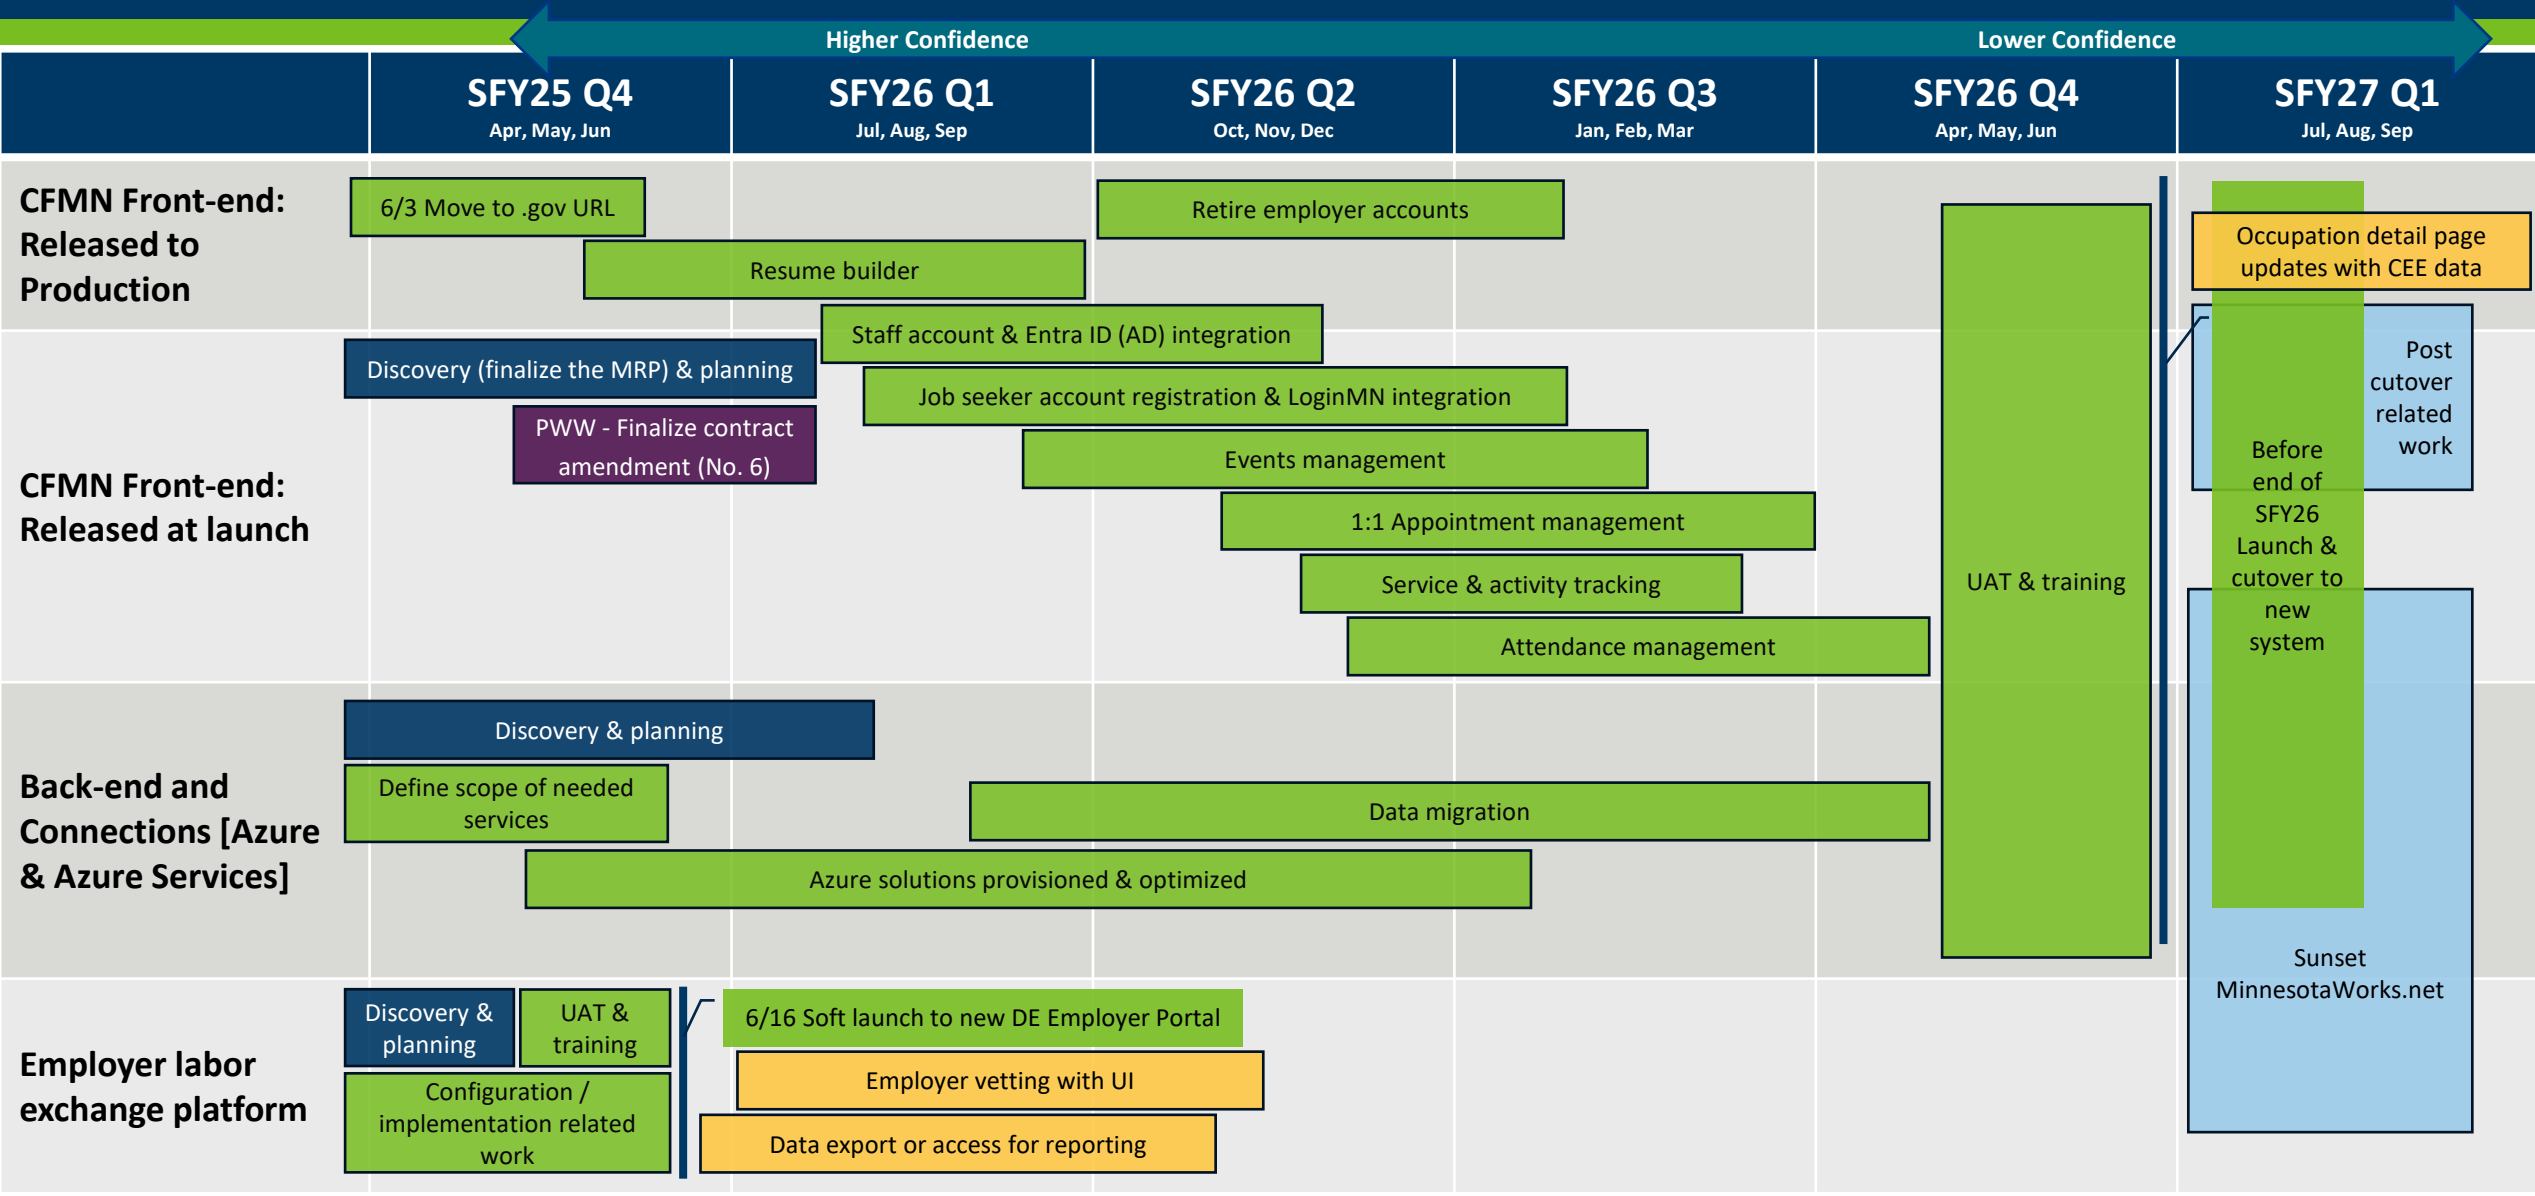 Higher Confidence
Lower Confidence
SFY25 Q4
Apr, May, Jun
SFY26 Q1
Jul, Aug, Sep
SFY26 Q2
Oct, Nov, Dec
SFY26 Q3
Jan, Feb, Mar
SFY26 Q4
Apr, May, Jun
SFY27 Q1
Jul, Aug, Sep
CFMN Front-end:
Released to
Production
6/3 Move to .gov URL
Retire employer accounts
Resume builder
Occupation detail page
updates with CEE data
Staff account & Entra ID (AD) integration
CFMN Front-end:
Released at launch
Discovery (finalize the MRP) & planning
Job seeker account registration & LoginMN integration
PWW - Finalize contract
amendment (No. 6)
Events management
1:1 Appointment management
Service & activity tracking
Attendance management
UAT & training
Post
cutover
related
work
Before
end of
SFY26
Launch &
cutover to
new
system
Back-end and
Connections [Azure
& Azure Services]
Discovery & planning
Define scope of needed
services
Data migration
Azure solutions provisioned & optimized
Sunset
MinnesotaWorks.net
Employer labor
exchange platform
Discovery &
planning
UAT &
training
Configuration /
implementation related
work
6/16 Soft launch to new DE Employer Portal
Employer vetting with UI
Data export or access for reporting